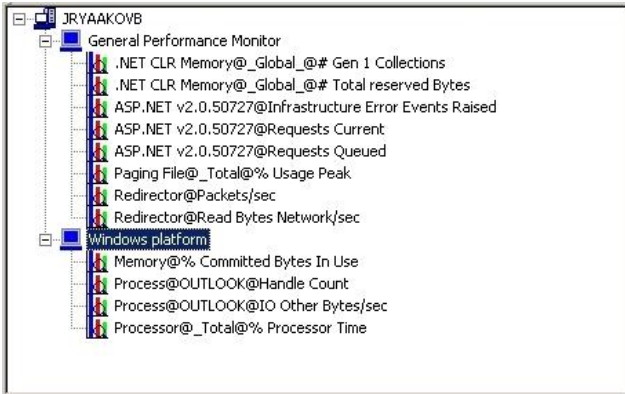 JRYAAKOVB
General Performance Monitor
.NET CLR Memory@_Global_@# Gen 1 Collections
.NET CLR Memory@_Global_@# Total reserved Bytes
ASP.NET v2.0.50727@Infrastructure Error Events Raised
ASP.NET v2.0.50727@Requests Current
ASP.NET v2.0.50727@Requests Queued
Paging File@_Total@% Usage Peak
Redirector@Packets/sec
Redirector@Read Bytes Network/sec
Windows platform
Memory@% Committed Bytes In Use
Process@OUTLOOK@Handle Count
Process@OUTLOOK@IO Other Bytes/sec
Processor@_Total@% Processor Time